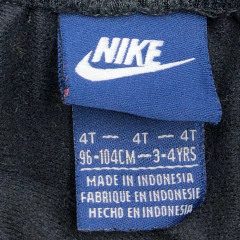 NIKE
4T — 4T — 4T
96-104CM — 3-4YRS
MADE IN INDONESIA
FABRIQUE EN INDONESIE
HECHO EN INDONESIA